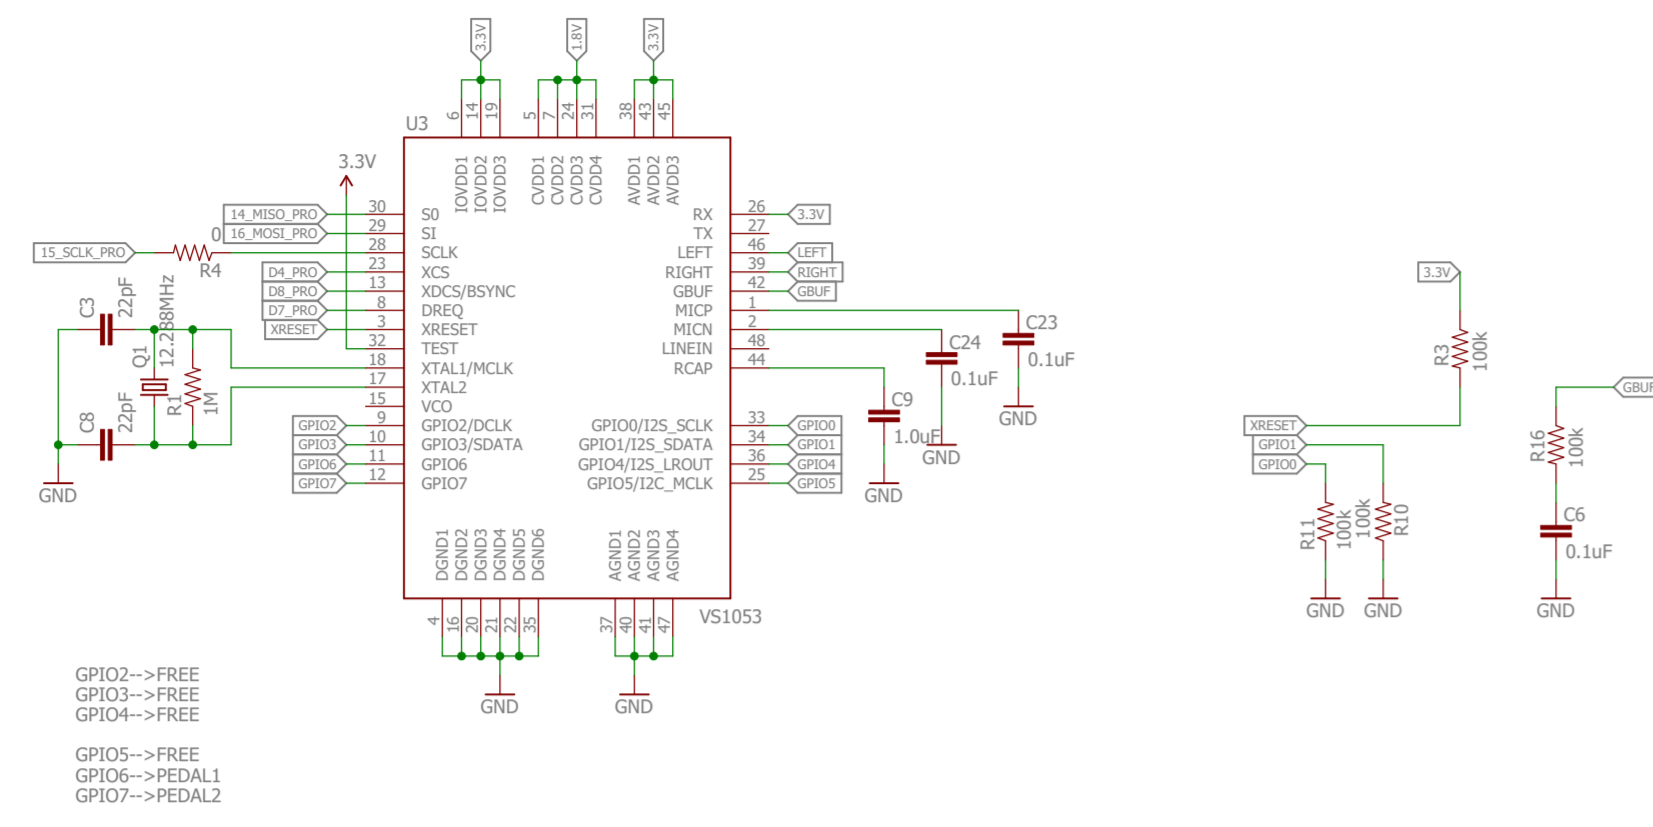 3.3V
1.8V
3.3V
6
14
19
5
7
24
31
38
43
45
U3
IOVDD1
IOVDD2
IOVDD3
CVDD1
CVDD2
CVDD3
CVDD4
AVDD1
AVDD2
AVDD3
3.3V
14_MISO_PRO
30
S0
16_MOSI_PRO
29
SI
15_SCLK_PRO
0
R4
28
SCLK
D4_PRO
23
XCS
D8_PRO
13
XDCS/BSYNC
D7_PRO
8
DREQ
XRESET
3
XRESET
32
TEST
18
XTAL1/MCLK
17
XTAL2
15
VCO
GPIO2
9
GPIO2/DCLK
GPIO3
10
GPIO3/SDATA
GPIO6
11
GPIO6
GPIO7
12
GPIO7
C3
22pF
Q1
12.288MHz
R1
1M
C8
22pF
GND
RX
26
3.3V
TX
27
LEFT
46
LEFT
RIGHT
39
RIGHT
GBUF
42
GBUF
MICP
1
MICN
2
LINEIN
48
RCAP
44
GPIO0/I2S_SCLK
33
GPIO0
GPIO1/I2S_SDATA
34
GPIO1
GPIO4/I2S_LROUT
36
GPIO4
GPIO5/I2C_MCLK
25
GPIO5
C23
0.1uF
GND
C24
0.1uF
GND
C9
1.0uF
GND
DGND1
DGND2
DGND3
DGND4
DGND5
DGND6
AGND1
AGND2
AGND3
AGND4
VS1053
4
16
20
21
22
35
37
40
41
47
GND
GND
3.3V
R3
100k
XRESET
GPIO1
GPIO0
R11
100k
100k
R10
GND
GND
GBUF
R16
100k
C6
0.1uF
GND
GPIO2-->FREE
GPIO3-->FREE
GPIO4-->FREE
GPIO5-->FREE
GPIO6-->PEDAL1
GPIO7-->PEDAL2